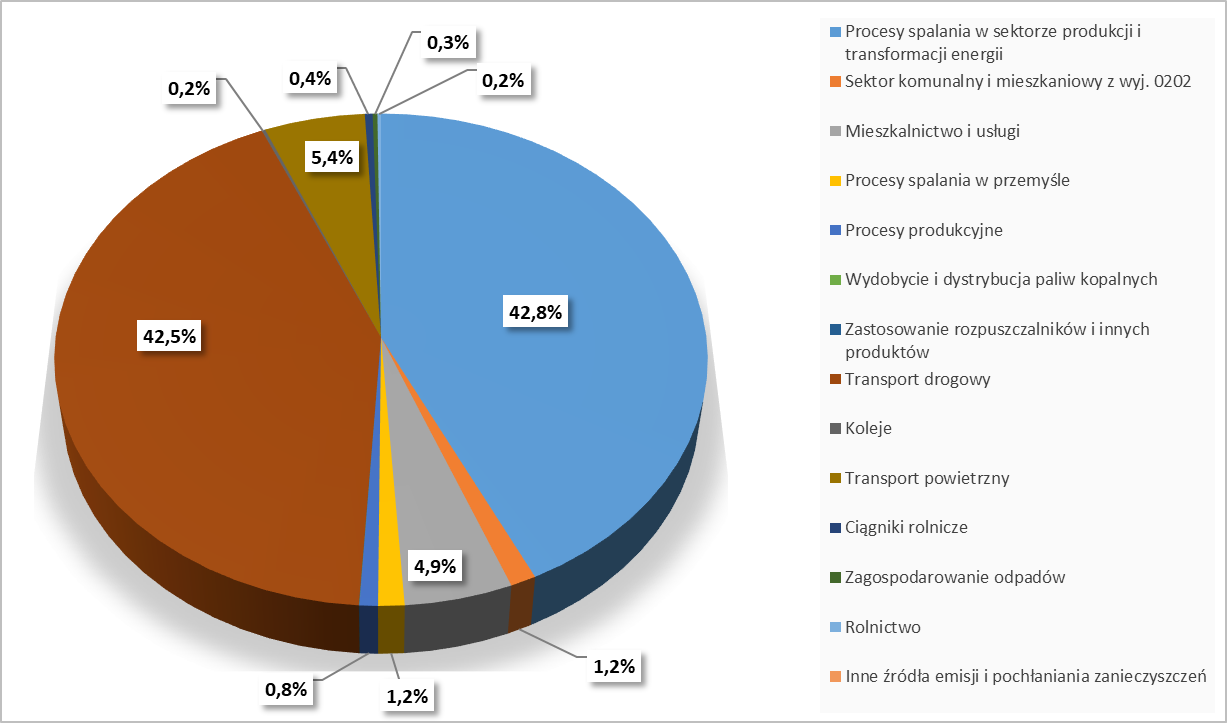 0,3%
0,4%
0,2%
0,2%
5,4%
42,8%
42,5%
4,9%
1,2%
0,8%
1,2%
Procesy spalania w sektorze produkcji i
transformacji energii
Sektor komunalny i mieszkaniowy z wyj. 0202
Mieszkalnictwo i usługi
Procesy spalania w przemyśle
Procesy produkcyjne
Wydobycie i dystrybucja paliw kopalnych
Zastosowanie rozpuszczalników i innych
produktów
Transport drogowy
Koleje
Transport powietrzny
Ciągniki rolnicze
Zagospodarowanie odpadów
Rolnictwo
Inne źródła emisji i pochłaniania zanieczyszczeń